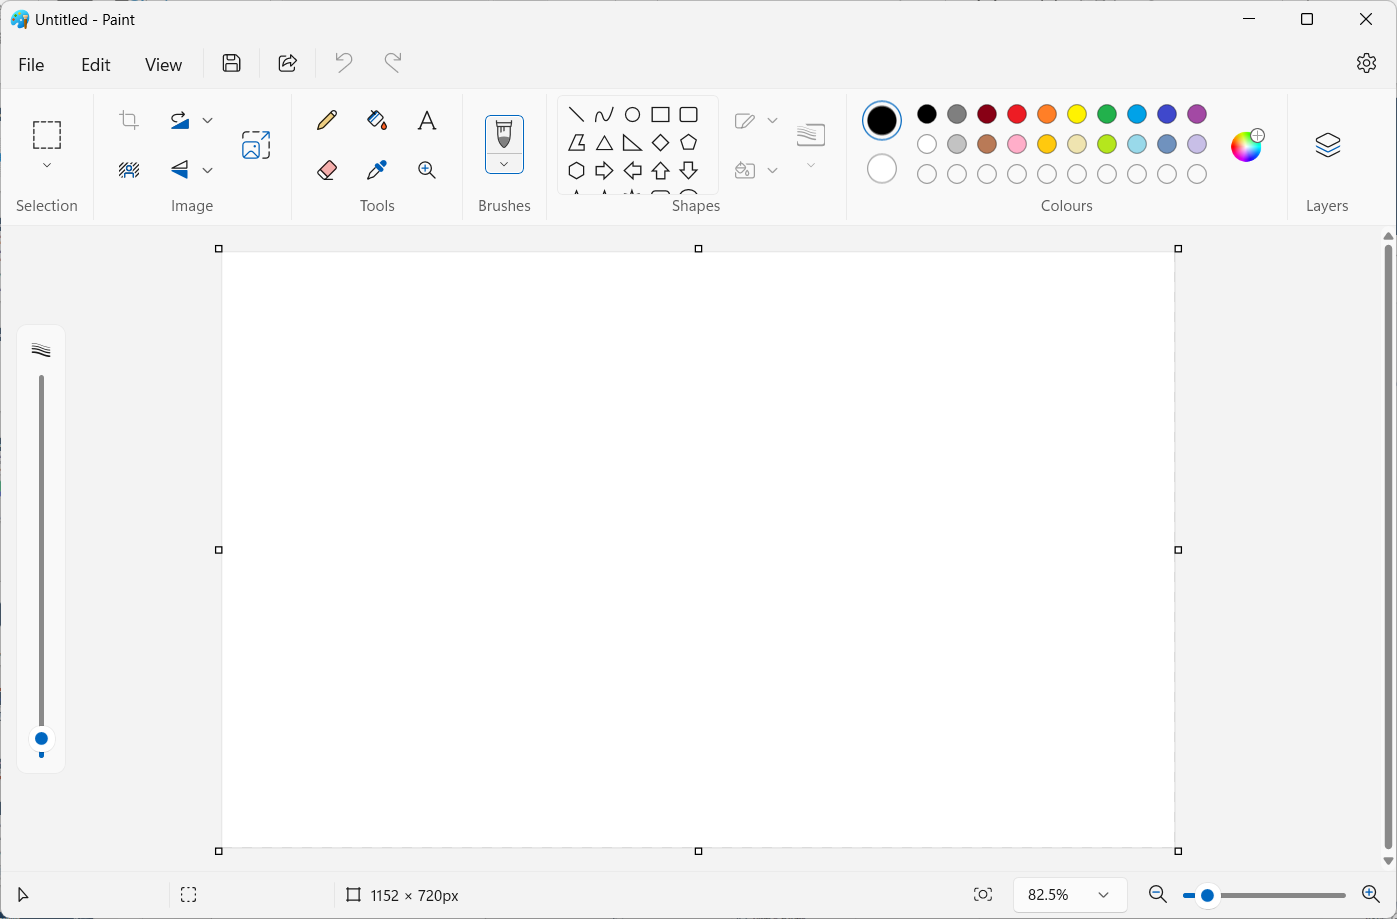 Untitled - Paint
File Edit View
Selection Image Tools Brushes Shapes Colours Layers
1152 × 720px 82.5%